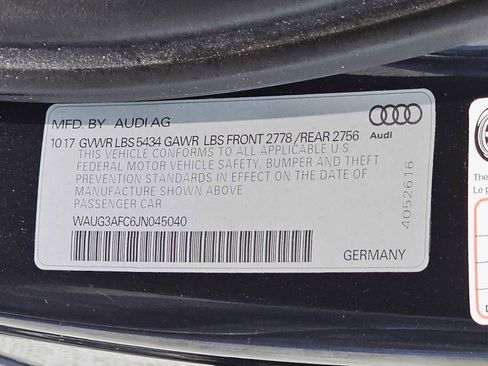 MFD. BY AUDI AG
10 17 GVWR LBS 5434 GAWR LBS FRONT 2778 / REAR 2756
THIS VEHICLE CONFORMS TO ALL APPLICABLE U.S
FEDERAL MOTOR VEHICLE SAFETY, BUMPER AND THEFT
PREVENTION STANDARDS IN EFFECT ON THE DATE OF
MANUFACTURE SHOWN ABOVE
PASSENGER CAR
WAUG3AFC6JN045040
GERMANY
Audi
4052616
The
Le p